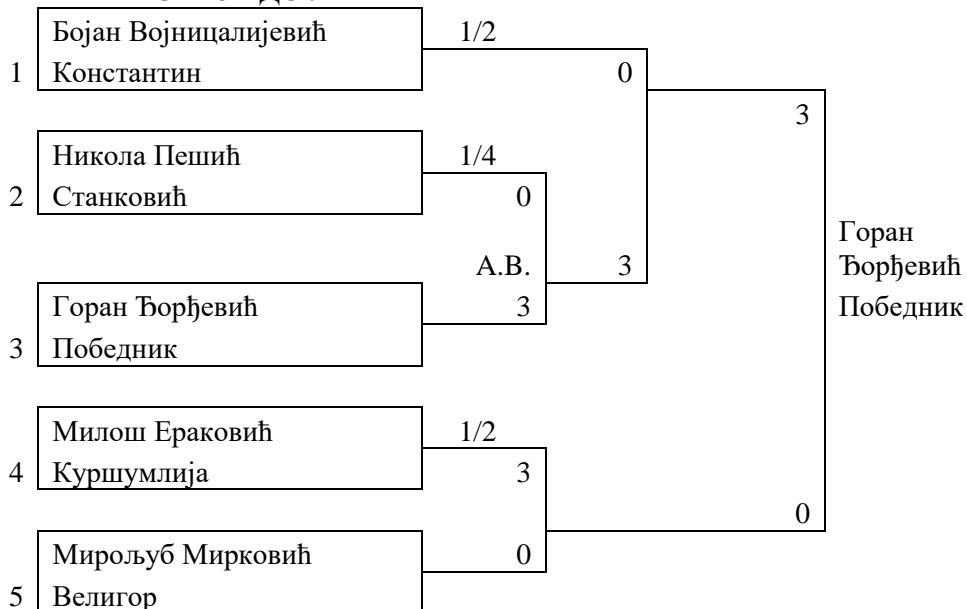 Бојан Војницалијевић
1/2
1
Константин
0
3
Никола Пешић
1/4
2
Станковић
0
Горан
А.В.
3
Ђорђевић
Горан Ђорђевић
3
Победник
3
Победник
Милош Ераковић
1/2
4
Куршумлија
3
0
Мирољуб Мирковић
0
5
Велигор